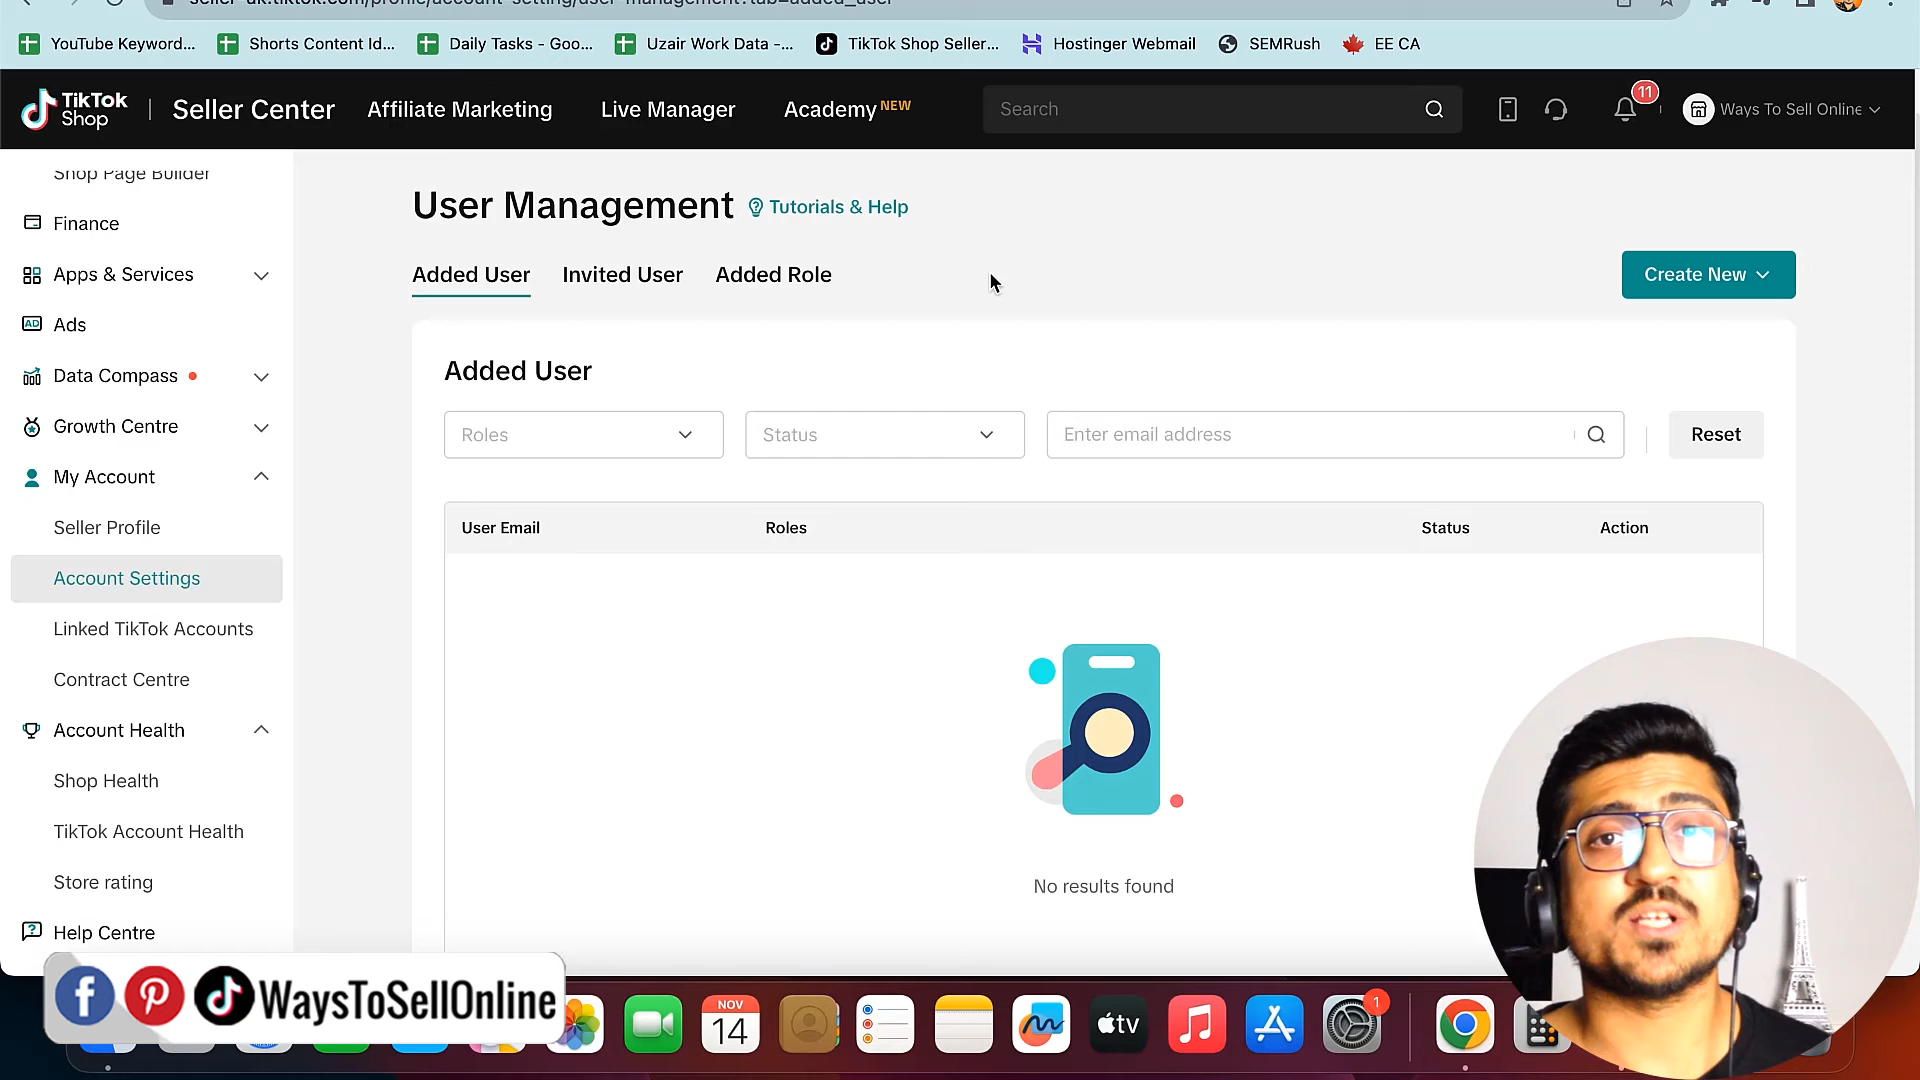 seller-uk.tiktok.com/profile/account-setting/user-management?tab=added_user
YouTube Keyword... Shorts Content Id... Daily Tasks - Goo... Uzair Work Data -... TikTok Shop Seller... Hostinger Webmail SEMRush EE CA
TikTok Shop Seller Center Affiliate Marketing Live Manager Academy NEW Search 11 Ways To Sell Online
Shop Page Builder
Finance
Apps & Services
AD Ads
Data Compass
Growth Centre
My Account
Seller Profile
Account Settings
Linked TikTok Accounts
Contract Centre
Account Health
Shop Health
TikTok Account Health
Store rating
Help Centre
User Management Tutorials & Help
Added User Invited User Added Role Create New
Added User
Roles Status Enter email address Reset
User Email Roles Status Action
No results found
WaysToSellOnline
NOV
14
tv
1